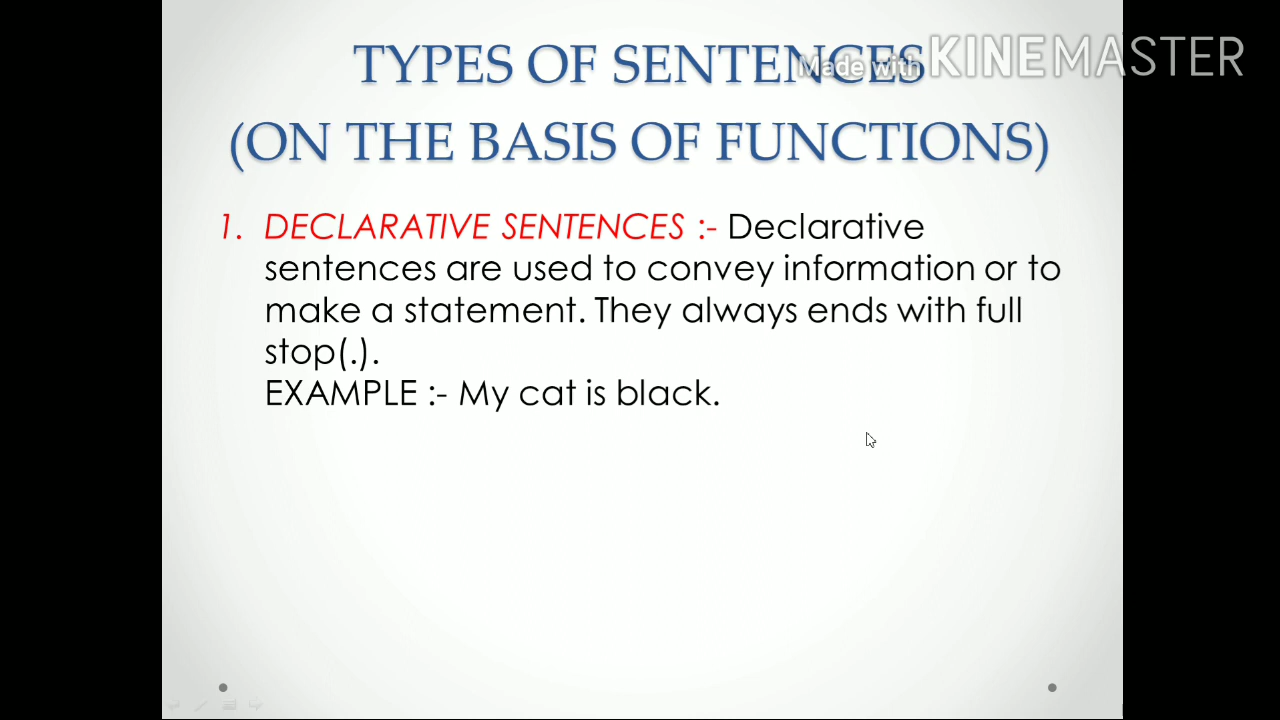 TYPES OF SENTENCES
Made with KINEMASTER
(ON THE BASIS OF FUNCTIONS)
1. DECLARATIVE SENTENCES :- Declarative
sentences are used to convey information or to
make a statement. They always ends with full
stop(.).
EXAMPLE :- My cat is black.